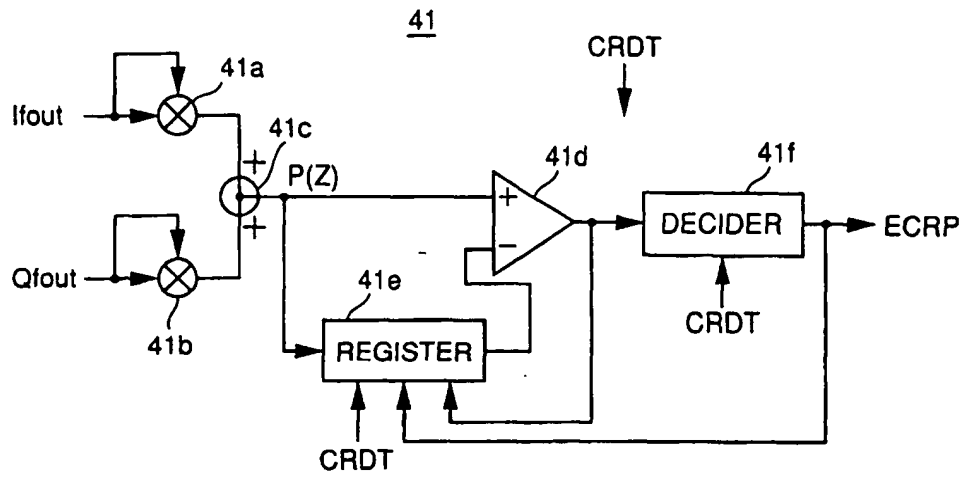 41
CRDT
41a
Ifout
41c
+
P(Z)
41d
41f
+
DECIDER
ECRP
+
−
Qfout
41e
CRDT
41b
REGISTER
CRDT